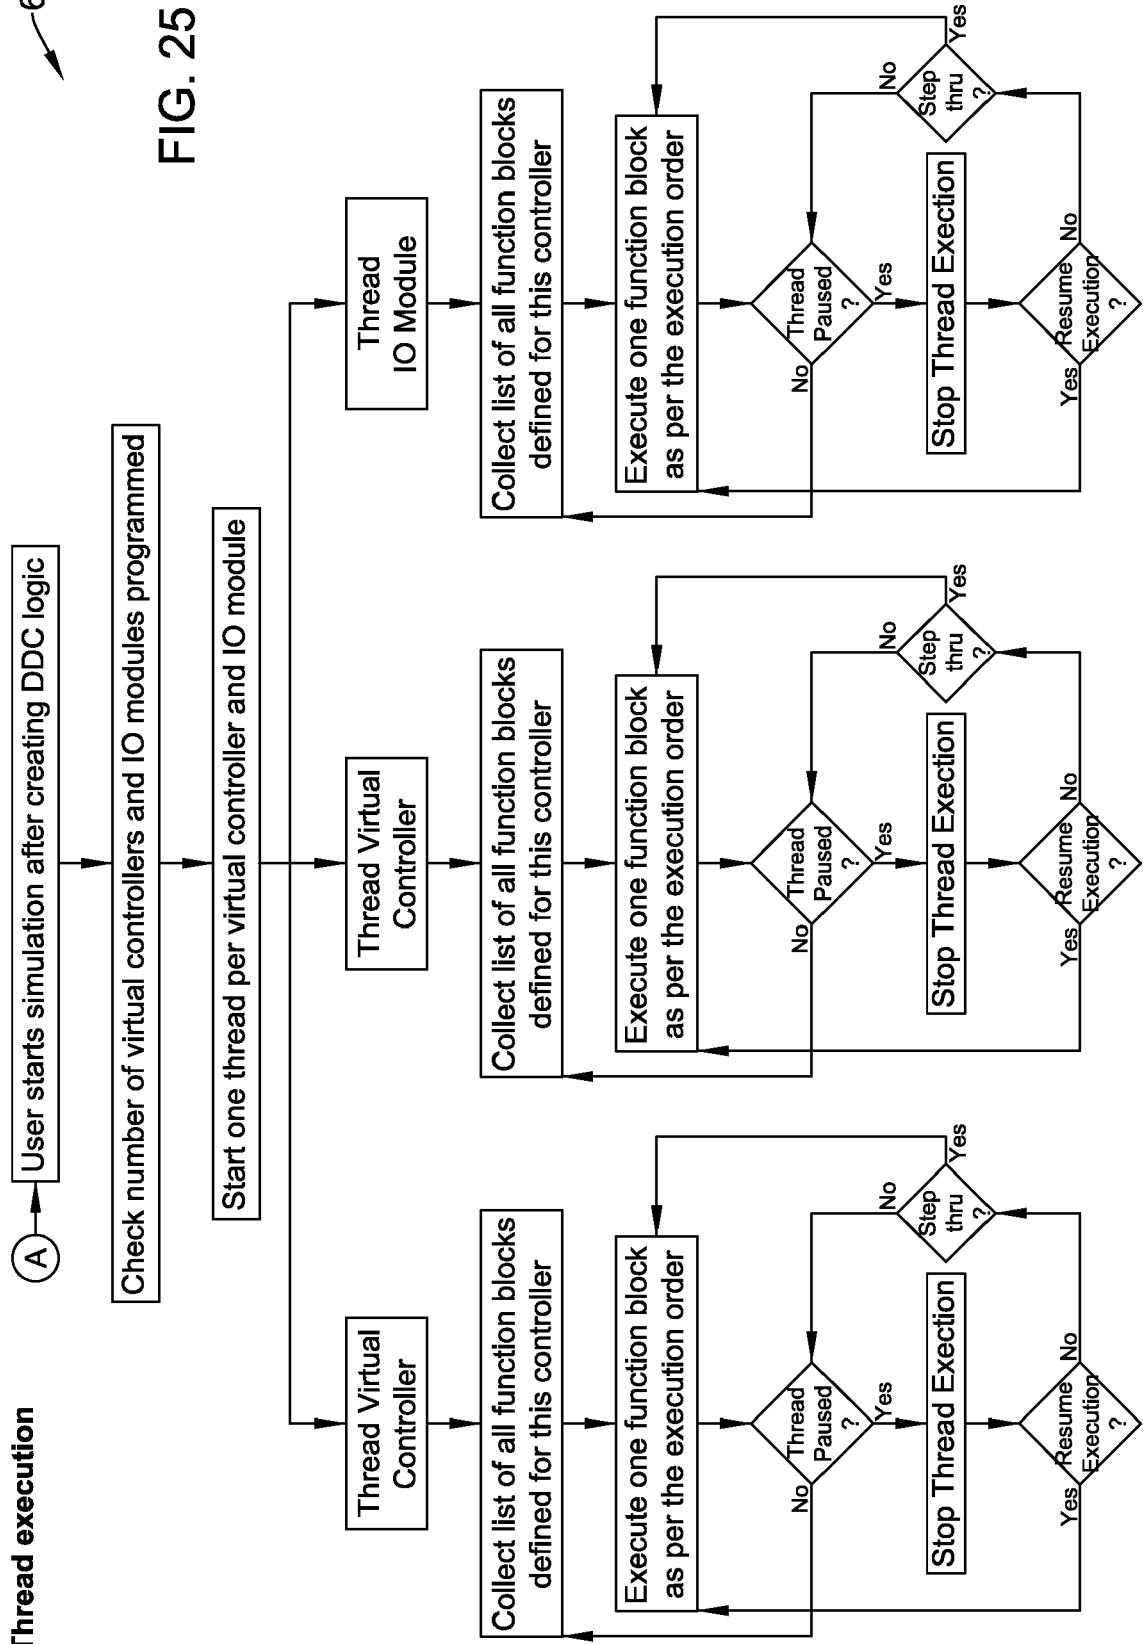 Thread execution
A
User starts simulation after creating DDC logic
Check number of virtual controllers and IO modules programmed
Start one thread per virtual controller and IO module
FIG. 25
Thread Virtual
Controller
Collect list of all function blocks
defined for this controller
Execute one function block
as per the execution order
Thread
Paused
?
No
Yes
Stop Thread Exection
Resume
Execution
?
Yes
No
Step
thru
?
No
Yes
Thread Virtual
Controller
Collect list of all function blocks
defined for this controller
Execute one function block
as per the execution order
Thread
Paused
?
No
Yes
Stop Thread Exection
Resume
Execution
?
Yes
No
Step
thru
?
No
Yes
Thread
IO Module
Collect list of all function blocks
defined for this controller
Execute one function block
as per the execution order
Thread
Paused
?
No
Yes
Stop Thread Exection
Resume
Execution
?
Yes
No
Step
thru
?
No
Yes